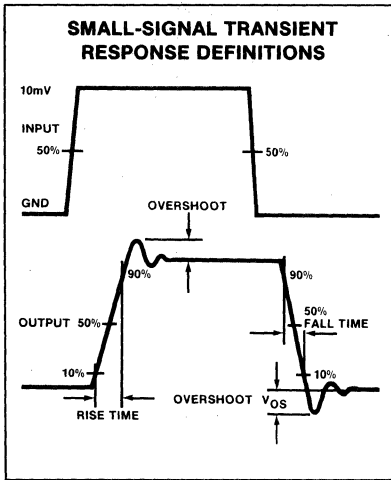 SMALL-SIGNAL TRANSIENT
RESPONSE DEFINITIONS
10mV
INPUT
50%
50%
GND
OVERSHOOT
90%
90%
OUTPUT
50%
50%
FALL TIME
10%
10%
RISE TIME
OVERSHOOT VOS